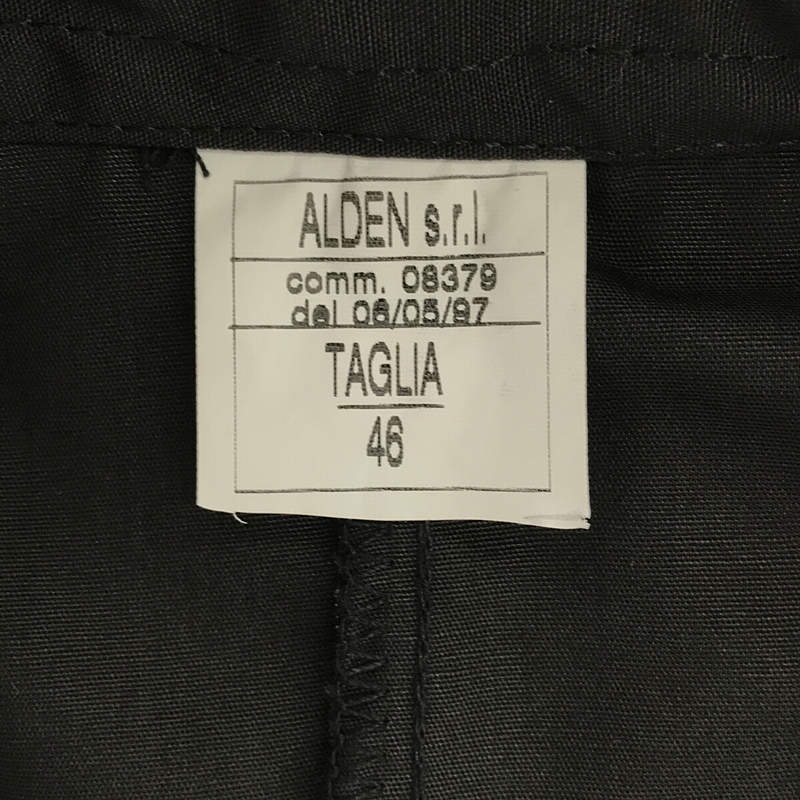 ALDEN s.r.l.
comm. 08379
del 06/05/97
TAGLIA
46